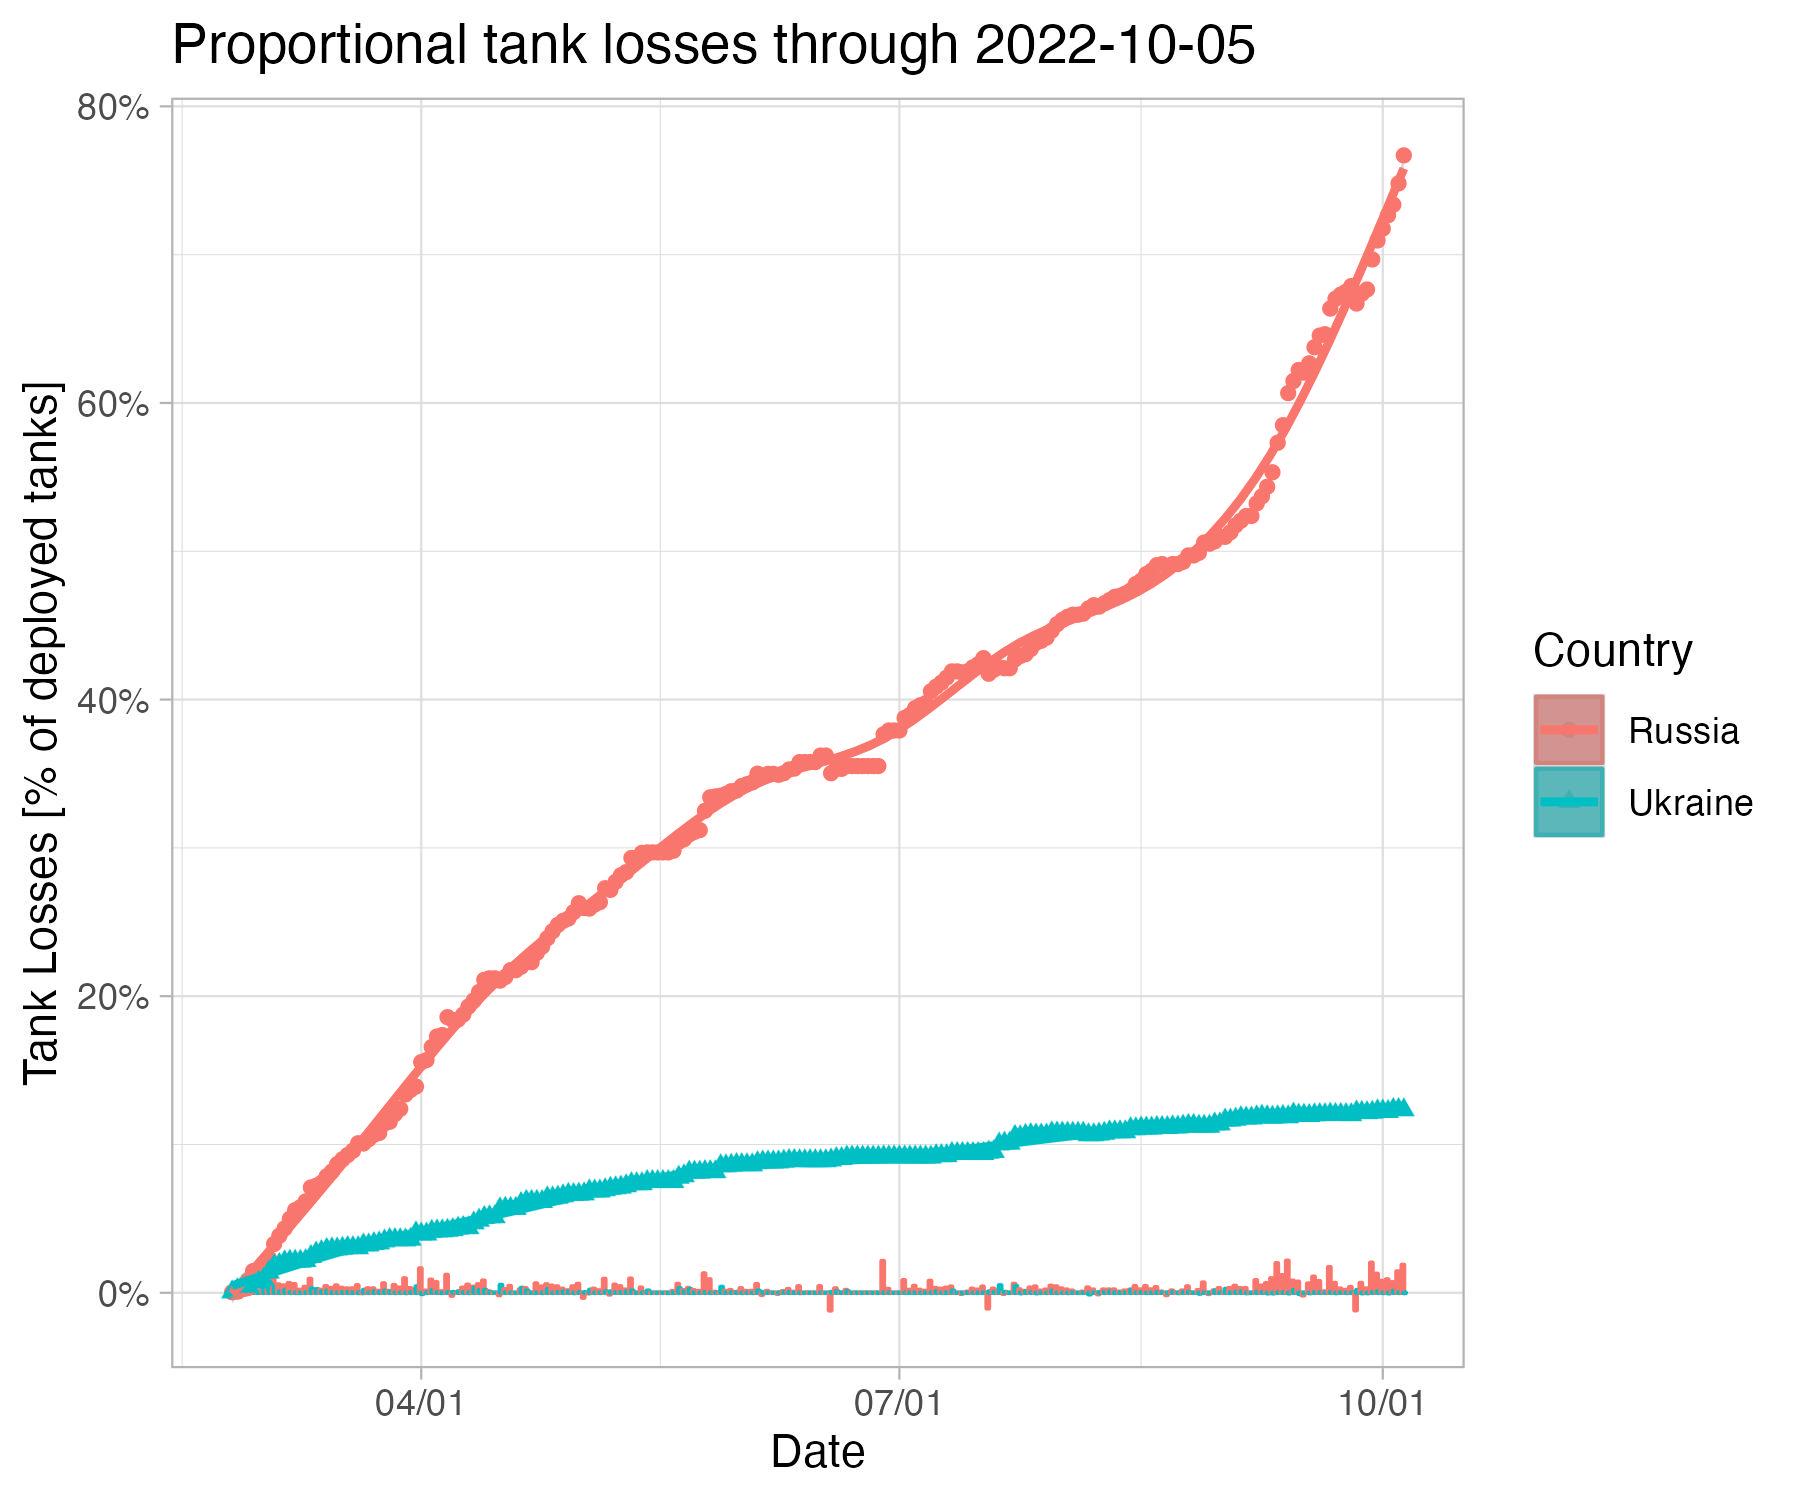 Proportional tank losses through 2022-10-05
80%
60%
40%
20%
0%
Tank Losses [% of deployed tanks]
04/01
07/01
10/01
Date
Country
Russia
Ukraine